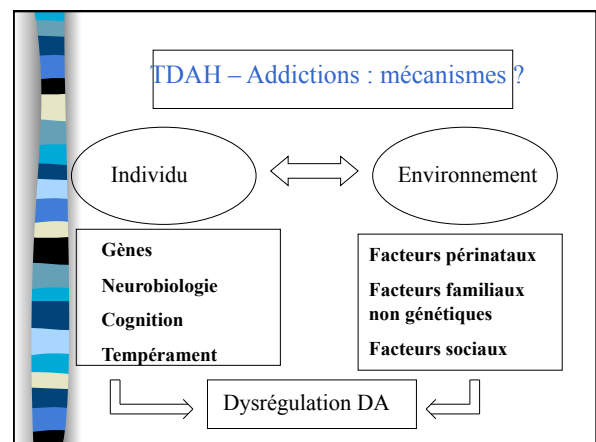 TDAH – Addictions : mécanismes ?
Individu
Environnement
Gènes
Neurobiologie
Cognition
Tempérament
Facteurs périnataux
Facteurs familiaux
non génétiques
Facteurs sociaux
Dysrégulation DA